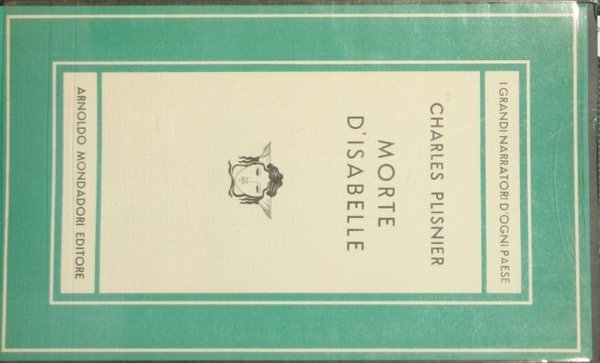 I GRANDI NARRATORI D'OGNI PAESE
CHARLES PLISNIER
MORTE
D'ISABELLE
ARNOLDO MONDADORI EDITORE